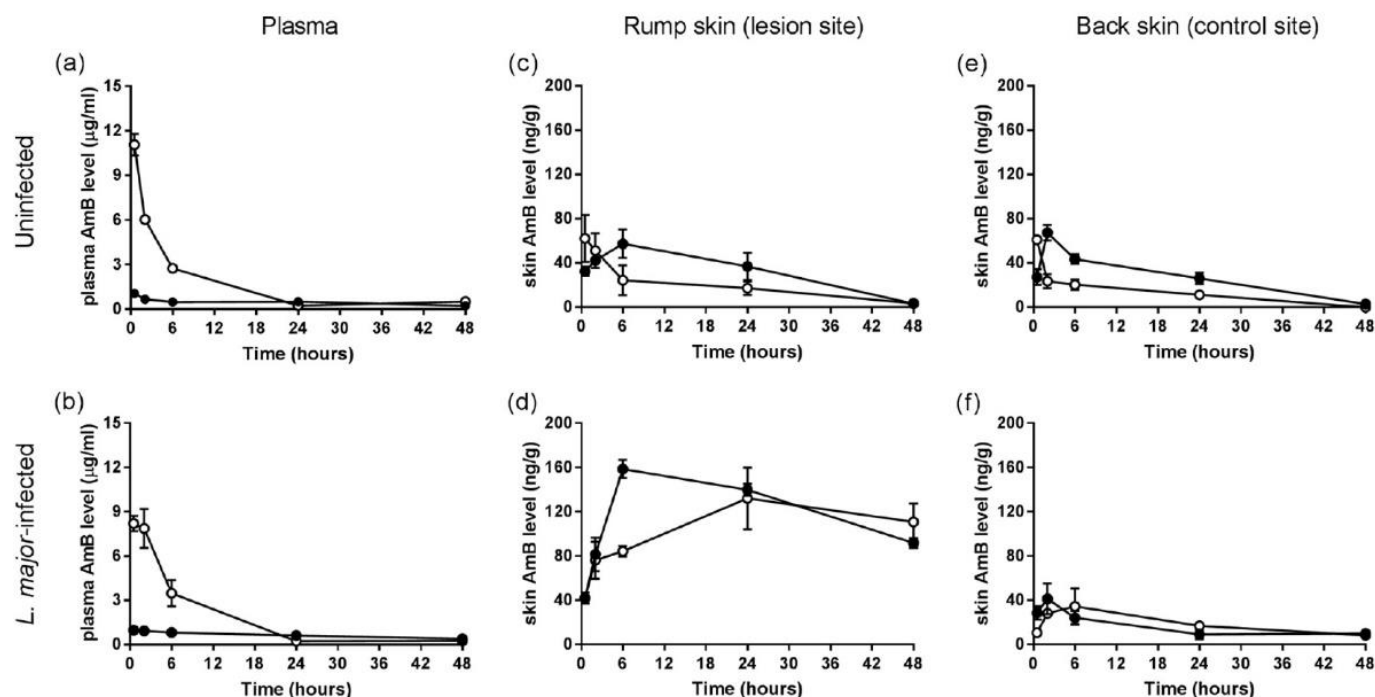 Plasma
Rump skin (lesion site)
Back skin (control site)
Uninfected
(a)
plasma AmB level (µg/ml)
15
12
9
6
3
0
0 6 12 18 24 30 36 42 48
Time (hours)
(c)
skin AmB level (ng/g)
200
160
120
80
40
0
0 6 12 18 24 30 36 42 48
Time (hours)
(e)
skin AmB level (ng/g)
200
160
120
80
40
0
0 6 12 18 24 30 36 42 48
Time (hours)
L. major-infected
(b)
plasma AmB level (µg/ml)
15
12
9
6
3
0
0 6 12 18 24 30 36 42 48
Time (hours)
(d)
skin AmB level (ng/g)
200
160
120
80
40
0
0 6 12 18 24 30 36 42 48
Time (hours)
(f)
skin AmB level (ng/g)
200
160
120
80
40
0
0 6 12 18 24 30 36 42 48
Time (hours)